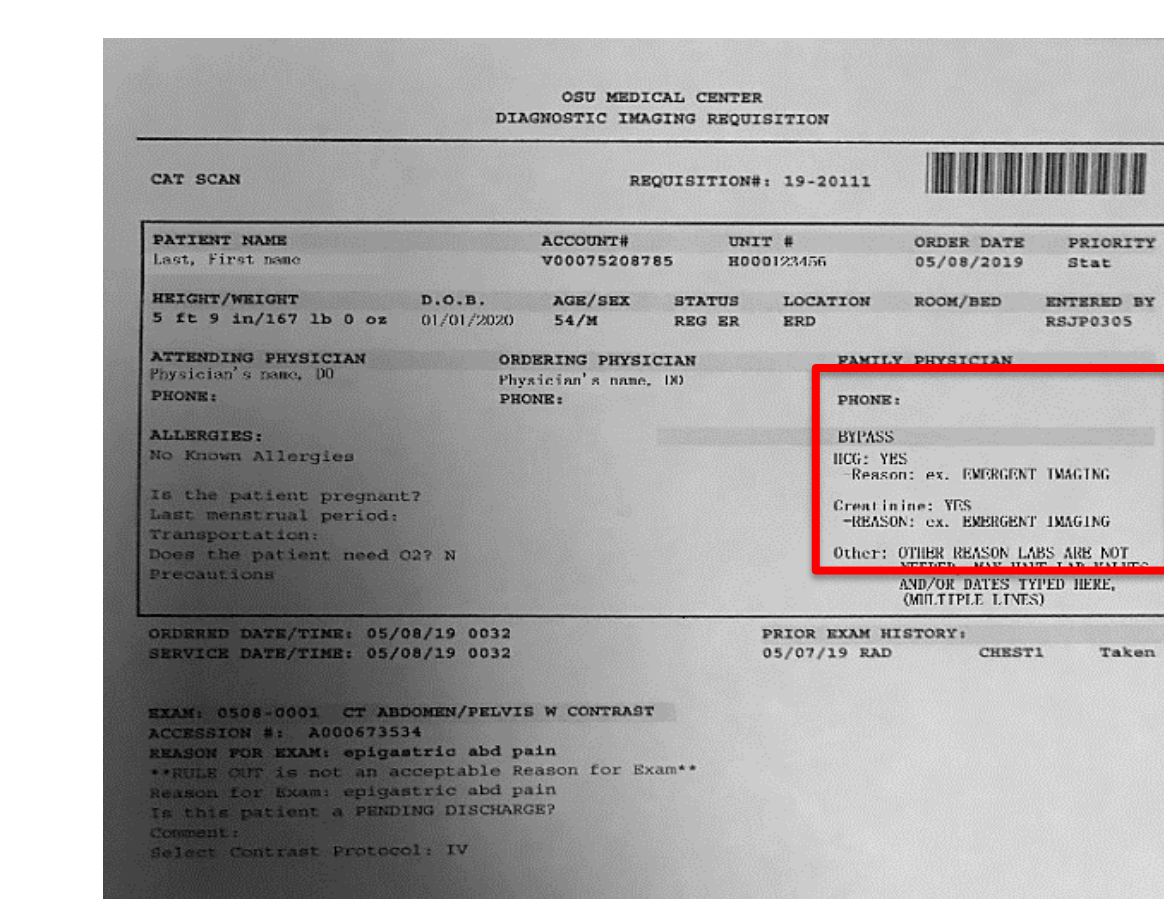 OSU MEDICAL CENTER
DIAGNOSTIC IMAGING REQUISITION
CAT SCAN REQUISITION#: 19-20111
PATIENT NAME ACCOUNT# UNIT # ORDER DATE PRIORITY
Last, First name V00075208785 H000123456 05/08/2019 Stat
HEIGHT/WEIGHT D.O.B. AGE/SEX STATUS LOCATION ROOM/BED ENTERED BY
5 ft 9 in/167 lb 0 oz 01/01/2020 54/M REG ER ERD RSJP0305
ATTENDING PHYSICIAN ORDERING PHYSICIAN FAMILY PHYSICIAN
Physician's name, DO Physician's name, DO
PHONE: PHONE: PHONE:
ALLERGIES: BYPASS
No Known Allergies HCG: YES
-Reason: ex. EMERGENT IMAGING
Is the patient pregnant?
Last menstrual period: Creatinine: YES
-REASON: ex. EMERGENT IMAGING
Transportation:
Does the patient need O2? N Other: OTHER REASON LABS ARE NOT
Precautions NEEDED, MAY HAVE LAB VALUES
AND/OR DATES TYPED HERE,
(MULTIPLE LINES)
ORDERED DATE/TIME: 05/08/19 0032 PRIOR EXAM HISTORY:
SERVICE DATE/TIME: 05/08/19 0032 05/07/19 RAD CHEST1 Taken
EXAM: 0508-0001 CT ABDOMEN/PELVIS W CONTRAST
ACCESSION #: A000673534
REASON FOR EXAM: epigastric abd pain
**RULE OUT is not an acceptable Reason for Exam**
Reason for Exam: epigastric abd pain
Is this patient a PENDING DISCHARGE?
Comment:
Select Contrast Protocol: IV